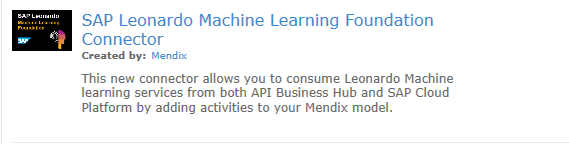 SAP Leonardo
Machine Learning
Foundation
SAP
SAP Leonardo Machine Learning Foundation
Connector
Created by: Mendix
This new connector allows you to consume Leonardo Machine
learning services from both API Business Hub and SAP Cloud
Platform by adding activities to your Mendix model.